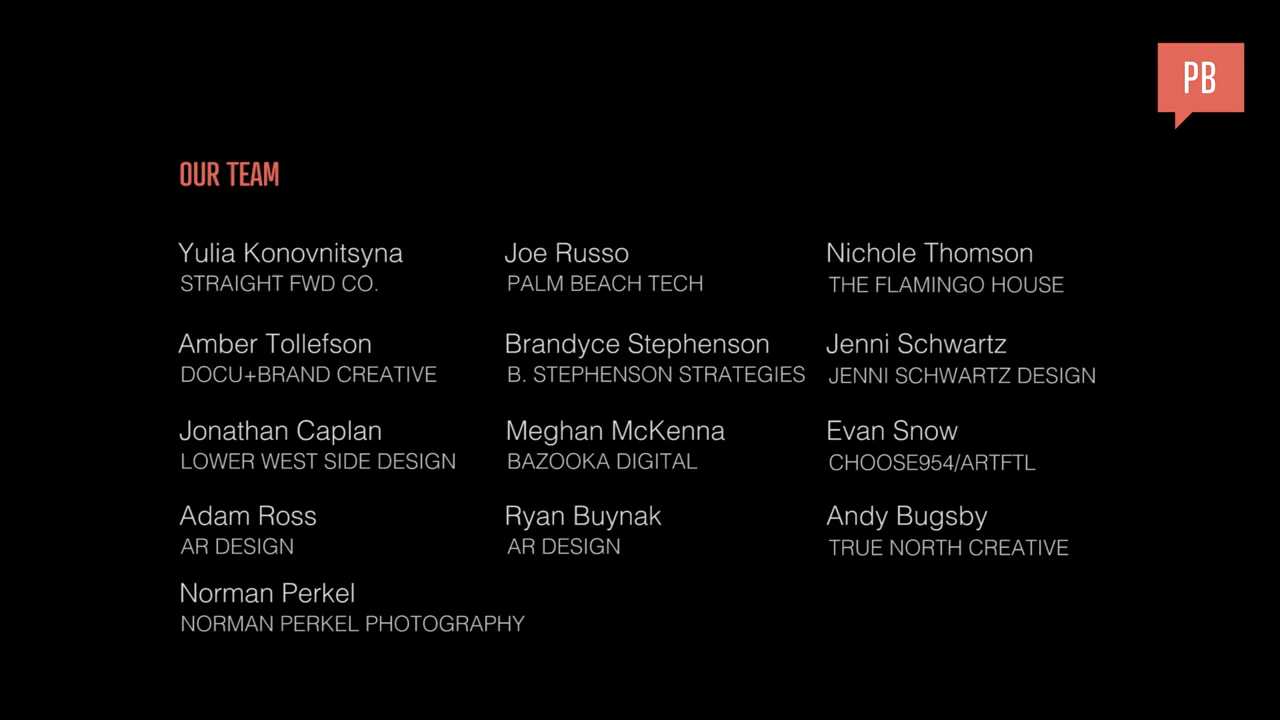 PB
OUR TEAM
Yulia Konovnitsyna
STRAIGHT FWD CO.
Joe Russo
PALM BEACH TECH
Nichole Thomson
THE FLAMINGO HOUSE
Amber Tollefson
DOCU+BRAND CREATIVE
Brandyce Stephenson
B. STEPHENSON STRATEGIES
Jenni Schwartz
JENNI SCHWARTZ DESIGN
Jonathan Caplan
LOWER WEST SIDE DESIGN
Meghan McKenna
BAZOOKA DIGITAL
Evan Snow
CHOOSE954/ARTFTL
Adam Ross
AR DESIGN
Ryan Buynak
AR DESIGN
Andy Bugsby
TRUE NORTH CREATIVE
Norman Perkel
NORMAN PERKEL PHOTOGRAPHY